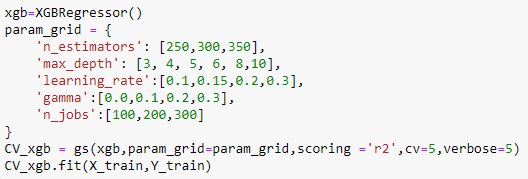 xgb=XGBRegressor()
param_grid = {
    'n_estimators': [250,300,350],
    'max_depth': [3, 4, 5, 6, 8,10],
    'learning_rate':[0.1,0.15,0.2,0.3],
    'gamma':[0.0,0.1,0.2,0.3],
    'n_jobs':[100,200,300]
}
CV_xgb = gs(xgb,param_grid=param_grid,scoring ='r2',cv=5,verbose=5)
CV_xgb.fit(X_train,Y_train)